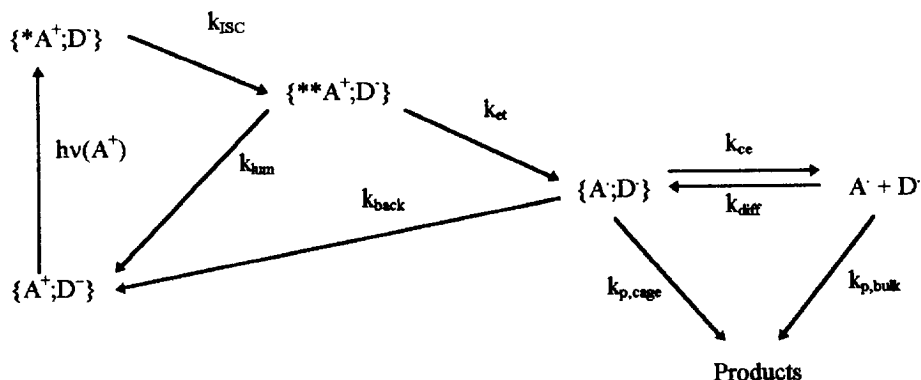 k_ISC
{*A⁺;D⁻}
{**A⁺;D⁻}
k_et
hν(A⁺)
k_lum
k_ce
k_back
{A·;D·}
A· + D·
k_diff
{A⁺;D⁻}
k_p,cage
k_p,bulk
Products